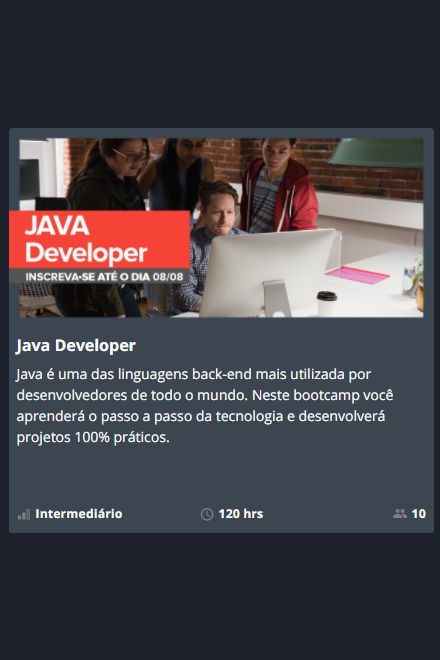 JAVA
Developer
INSCREVA-SE ATÉ O DIA 08/08
Java Developer
Java é uma das linguagens back-end mais utilizada por
desenvolvedores de todo o mundo. Neste bootcamp você
aprenderá o passo a passo da tecnologia e desenvolverá
projetos 100% práticos.
Intermediário 120 hrs 10